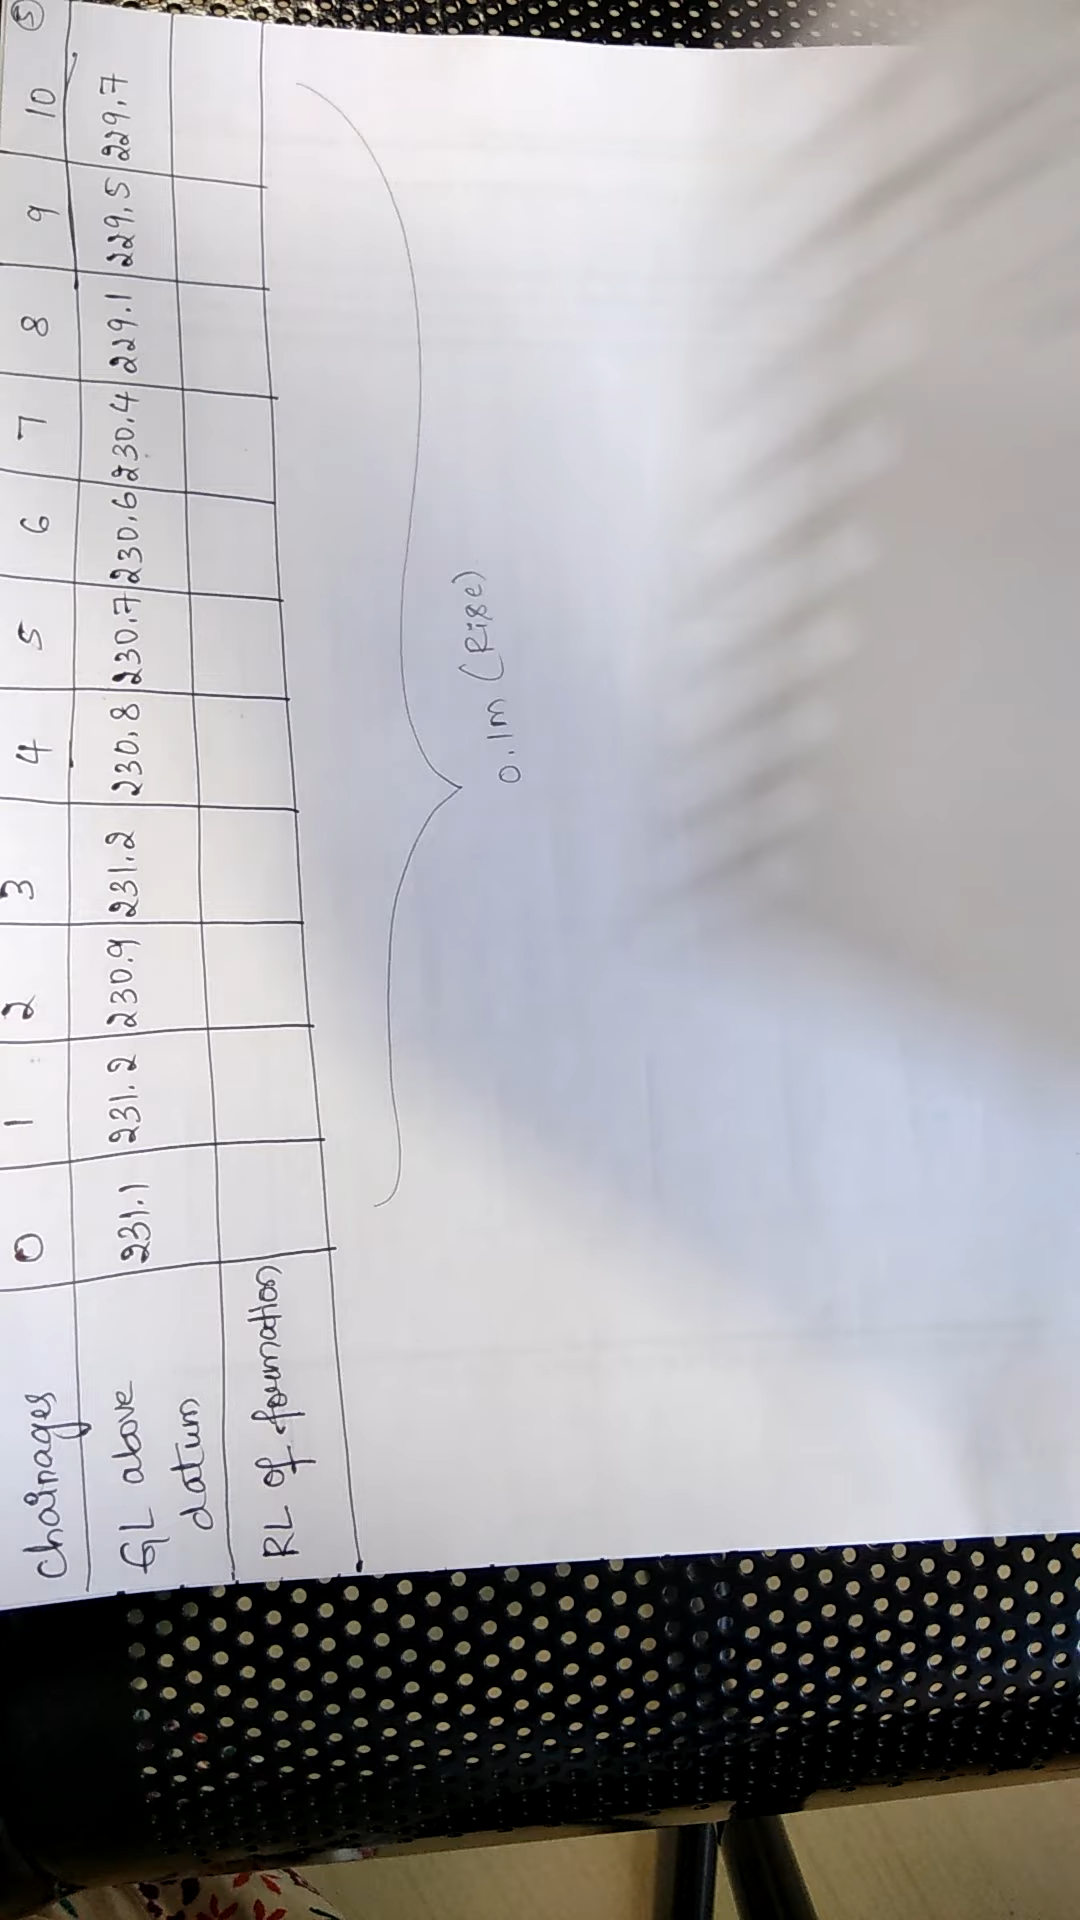 5
Chainages 0 1 2 3 4 5 6 7 8 9 10
GL above 231.1 231.2 230.9 231.2 230.8 230.7 230.6 230.4 229.1 229.5 229.7
datum
RL of formation
0.1m (Rise)